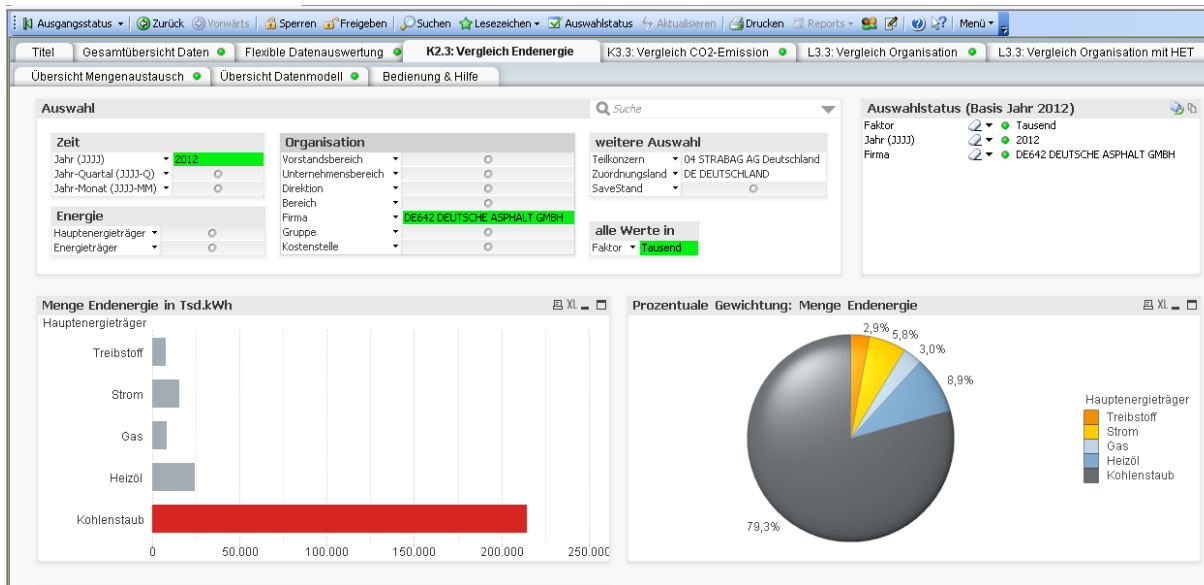 Ausgangsstatus Zurück Vorwärts Sperren Freigeben Suchen Lesezeichen Auswahlstatus Aktualisieren Drucken Reports Menü
Titel Gesamtübersicht Daten Flexible Datenauswertung K2.3: Vergleich Endenergie K3.3: Vergleich CO2-Emission L3.3: Vergleich Organisation L3.3: Vergleich Organisation mit HET
Übersicht Mengenaustausch Übersicht Datenmodell Bedienung & Hilfe
Auswahl
Suche
Zeit
Jahr (JJJJ) 2012
Jahr-Quartal (JJJJ-Q)
Jahr-Monat (JJJJ-MM)
Energie
Hauptenergieträger
Energieträger
Organisation
Vorstandsbereich
Unternehmensbereich
Direktion
Bereich
Firma DE642 DEUTSCHE ASPHALT GMBH
Gruppe
Kostenstelle
weitere Auswahl
Teilkonzern 04 STRABAG AG Deutschland
Zuordnungsland DE DEUTSCHLAND
SaveStand
alle Werte in
Faktor Tausend
Auswahlstatus (Basis Jahr 2012)
Faktor Tausend
Jahr (JJJJ) 2012
Firma DE642 DEUTSCHE ASPHALT GMBH
Menge Endenergie in Tsd.kWh
XL
Hauptenergieträger
Treibstoff
Strom
Gas
Heizöl
Kohlenstaub
0 50.000 100.000 150.000 200.000 250.000
Prozentuale Gewichtung: Menge Endenergie
XL
2,9%
5,8%
3,0%
8,9%
79,3%
Hauptenergieträger
Treibstoff
Strom
Gas
Heizöl
Kohlenstaub